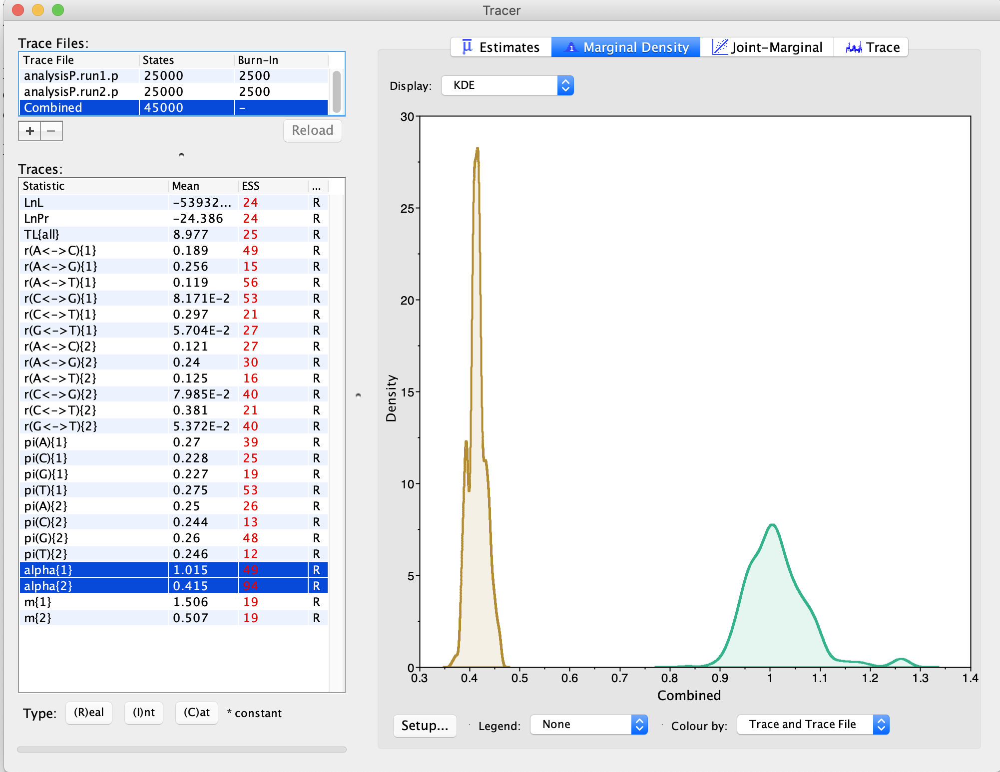 Tracer
Trace Files:
Trace File States Burn-In
analysisP.run1.p 25000 2500
analysisP.run2.p 25000 2500
Combined 45000 -
+ −
Reload
Traces:
Statistic Mean ESS ...
LnL -53932... 24 R
LnPr -24.386 24 R
TL{all} 8.977 25 R
r(A<->C){1} 0.189 49 R
r(A<->G){1} 0.256 15 R
r(A<->T){1} 0.119 56 R
r(C<->G){1} 8.171E-2 53 R
r(C<->T){1} 0.297 21 R
r(G<->T){1} 5.704E-2 27 R
r(A<->C){2} 0.121 27 R
r(A<->G){2} 0.24 30 R
r(A<->T){2} 0.125 16 R
r(C<->G){2} 7.985E-2 40 R
r(C<->T){2} 0.381 21 R
r(G<->T){2} 5.372E-2 40 R
pi(A){1} 0.27 39 R
pi(C){1} 0.228 25 R
pi(G){1} 0.227 19 R
pi(T){1} 0.275 53 R
pi(A){2} 0.25 26 R
pi(C){2} 0.244 13 R
pi(G){2} 0.26 48 R
pi(T){2} 0.246 12 R
alpha{1} 1.015 49 R
alpha{2} 0.415 94 R
m{1} 1.506 19 R
m{2} 0.507 19 R
Type: (R)eal (I)nt (C)at * constant
Estimates Marginal Density Joint-Marginal Trace
Display: KDE
30
25
20
15
10
5
0
Density
0.3 0.4 0.5 0.6 0.7 0.8 0.9 1 1.1 1.2 1.3 1.4
Combined
Setup... Legend: None Colour by: Trace and Trace File